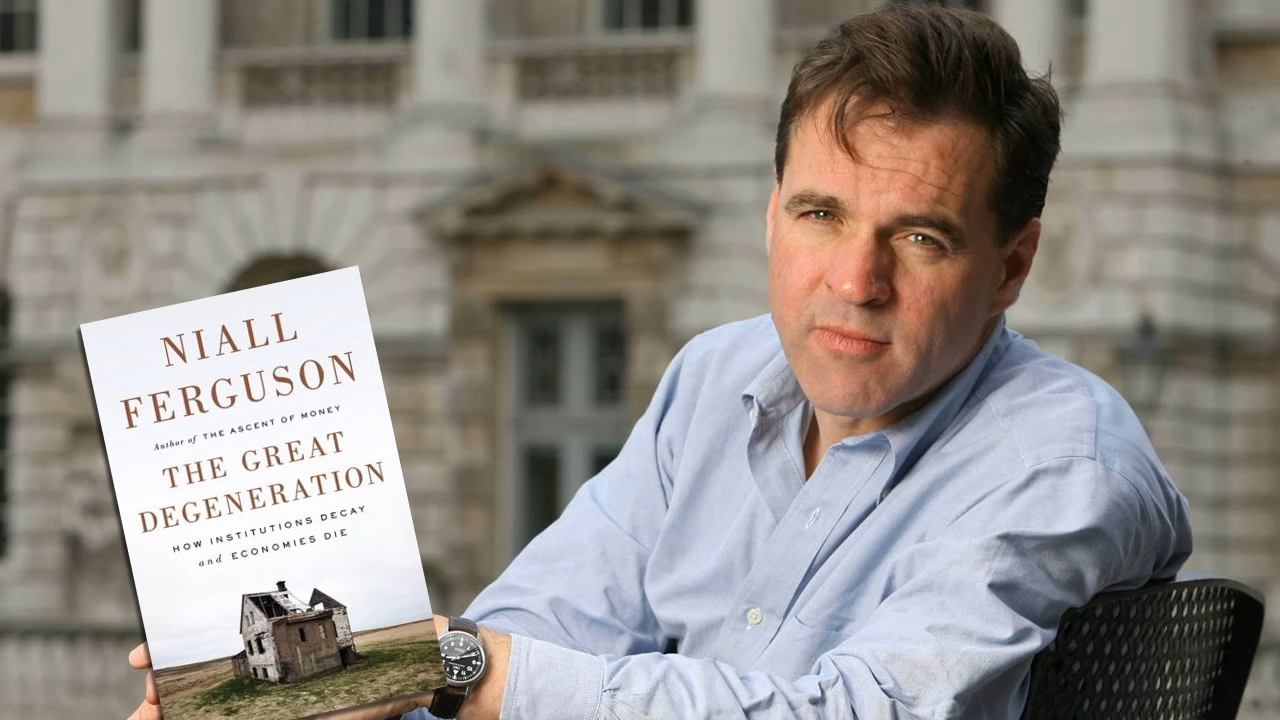 NIALL
FERGUSON
Author of THE ASCENT OF MONEY
THE GREAT
DEGENERATION
HOW INSTITUTIONS DECAY
and ECONOMIES DIE